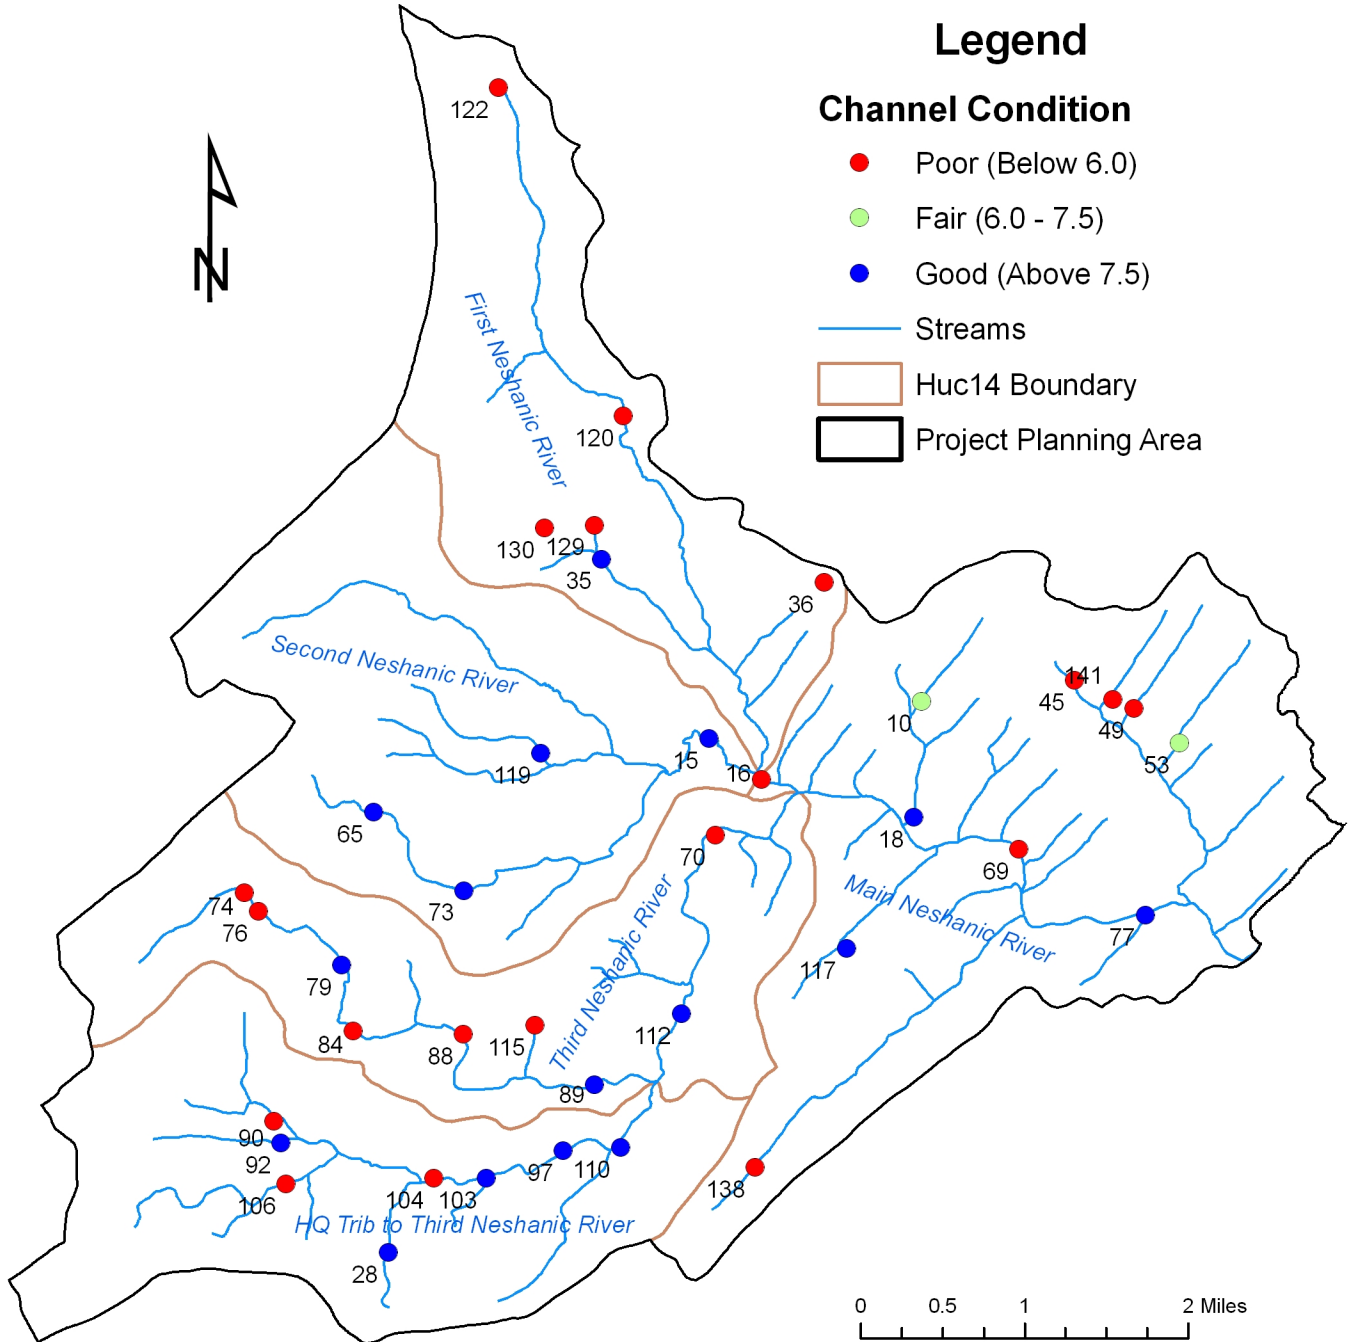 Legend
Channel Condition
Poor (Below 6.0)
Fair (6.0 - 7.5)
Good (Above 7.5)
Streams
Huc14 Boundary
Project Planning Area
N
122
First Neshanic River
120
130
129
35
36
Second Neshanic River
141
45
10
49
15
16
53
119
65
18
70
69
73
Main Neshanic River
74
76
77
117
79
Third Neshanic River
84
88
115
112
89
90
92
97
110
106
104
103
138
HQ Trib to Third Neshanic River
28
0 0.5 1 2 Miles